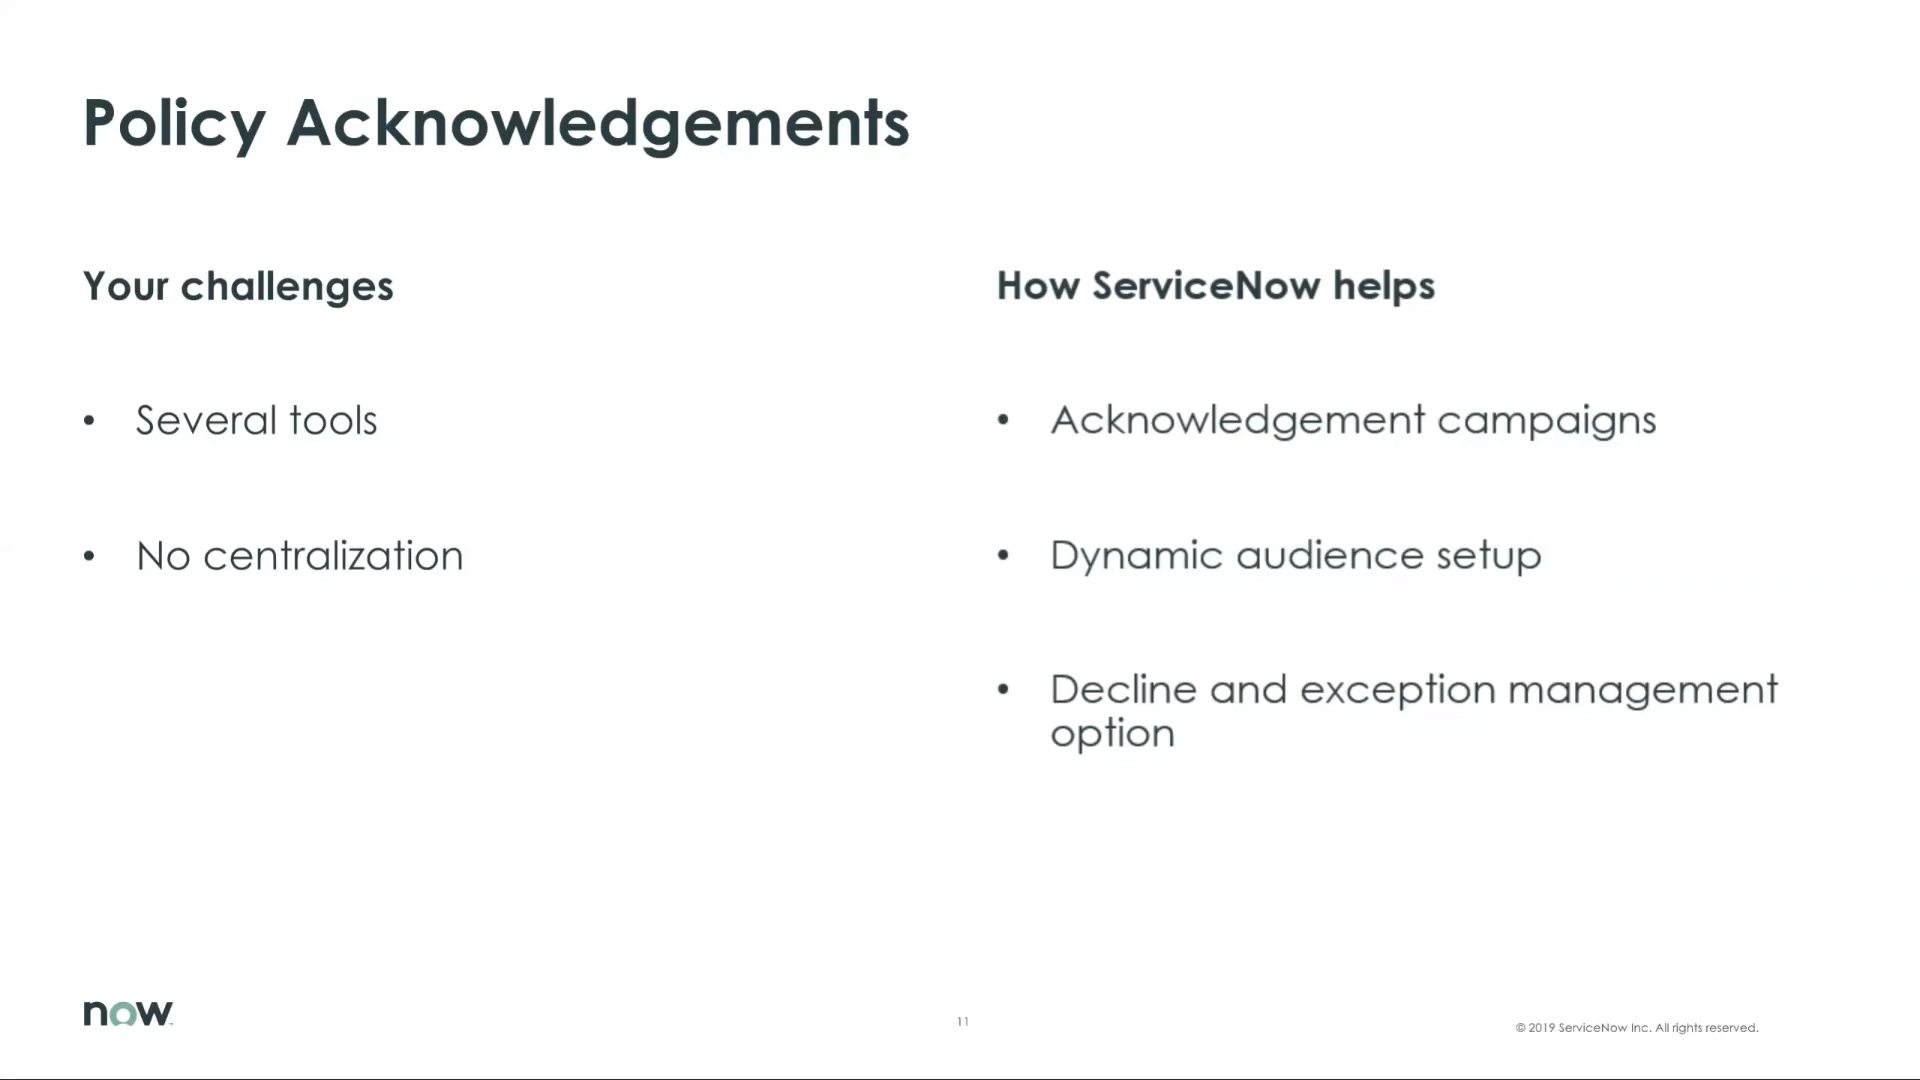 Policy Acknowledgements
Your challenges
• Several tools
• No centralization
How ServiceNow helps
• Acknowledgement campaigns
• Dynamic audience setup
• Decline and exception management
option
now
11
© 2019 ServiceNow Inc. All rights reserved.